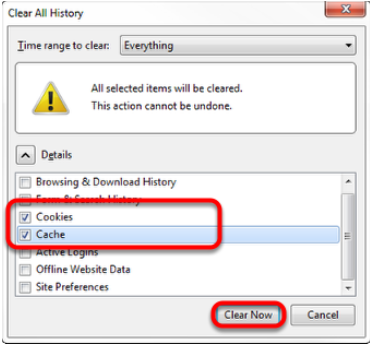 Clear All History
Time range to clear: Everything
All selected items will be cleared.
This action cannot be undone.
Details
Browsing & Download History
Form & Search History
Cookies
Cache
Active Logins
Offline Website Data
Site Preferences
Clear Now Cancel